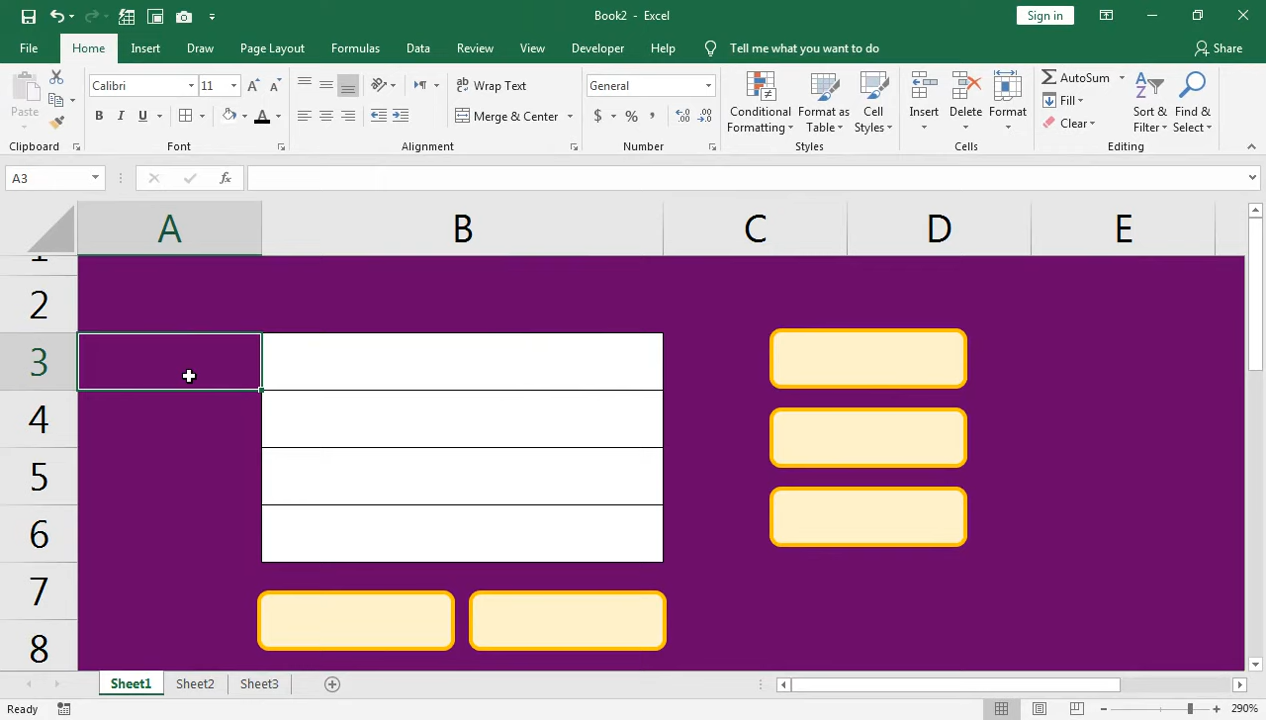 Book2 - Excel
Sign in
File Home Insert Draw Page Layout Formulas Data Review View Developer Help Tell me what you want to do Share
Paste
Clipboard
Calibri 11
B I U
Font
Wrap Text
Merge & Center
Alignment
General
$ % ,
Number
Conditional Formatting
Format as Table
Cell Styles
Styles
Insert
Delete
Format
Cells
AutoSum
Fill
Clear
Sort & Filter
Find & Select
Editing
A3 fx
A B C D E
1
2
3
4
5
6
7
8
Sheet1 Sheet2 Sheet3
Ready 290%